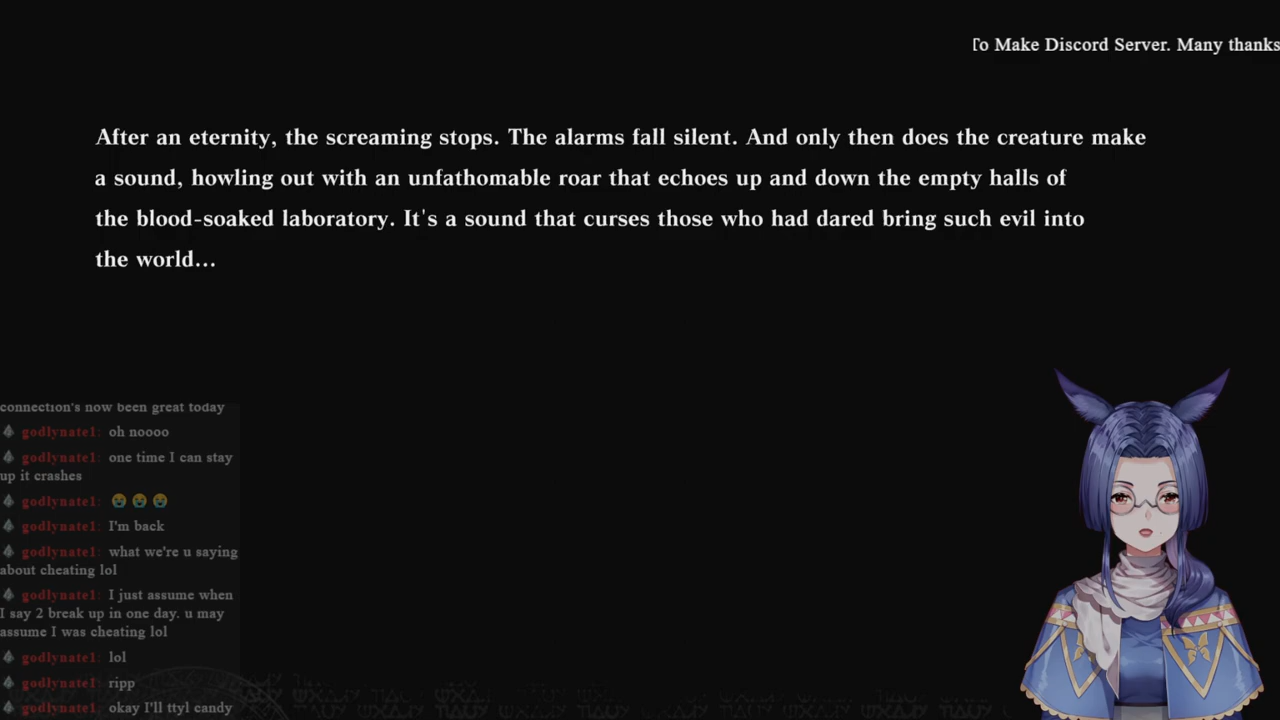 To Make Discord Server. Many thanks
After an eternity, the screaming stops. The alarms fall silent. And only then does the creature make
a sound, howling out with an unfathomable roar that echoes up and down the empty halls of
the blood-soaked laboratory. It's a sound that curses those who had dared bring such evil into
the world...
connection's now been great today
godlynate1: oh noooo
godlynate1: one time I can stay
up it crashes
godlynate1: 😭 😭 😭
godlynate1: I'm back
godlynate1: what we're u saying
about cheating lol
godlynate1: I just assume when
I say 2 break up in one day. u may
assume I was cheating lol
godlynate1: lol
godlynate1: ripp
godlynate1: okay I'll ttyl candy